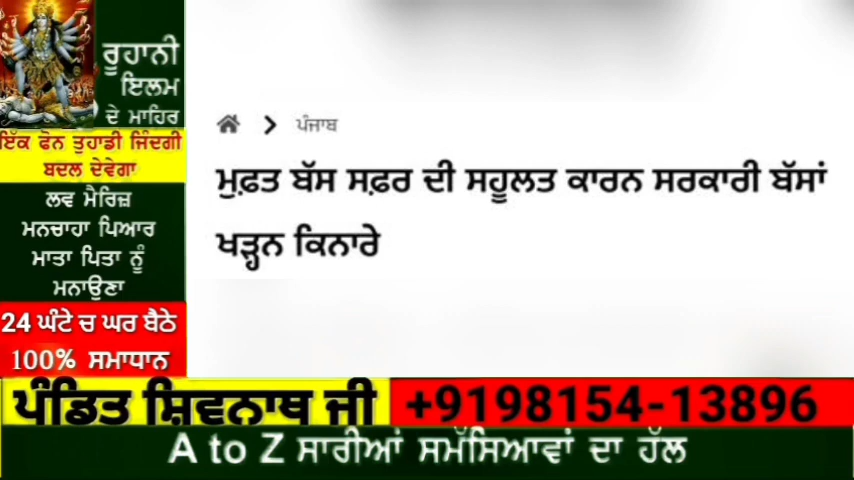 ਰੂਹਾਨੀ
ਇਲਮ
ਦੇ ਮਾਹਿਰ
ਇੱਕ ਫੋਨ ਤੁਹਾਡੀ ਜਿੰਦਗੀ
ਬਦਲ ਦੇਵੇਗਾ
ਲਵ ਮੈਰਿਜ਼
ਮਨਚਾਹਾ ਪਿਆਰ
ਮਾਤਾ ਪਿਤਾ ਨੂੰ
ਮਨਾਉਣਾ
24 ਘੰਟੇ ਚ ਘਰ ਬੈਠੇ
100% ਸਮਾਧਾਨ
ਪੰਜਾਬ
ਮੁਫ਼ਤ ਬੱਸ ਸਫ਼ਰ ਦੀ ਸਹੂਲਤ ਕਾਰਨ ਸਰਕਾਰੀ ਬੱਸਾਂ
ਖੜ੍ਹਨ ਕਿਨਾਰੇ
ਪੰਡਿਤ ਸ਼ਿਵਨਾਥ ਜੀ +9198154-13896
A to Z ਸਾਰੀਆਂ ਸਮੱਸਿਆਵਾਂ ਦਾ ਹੱਲ